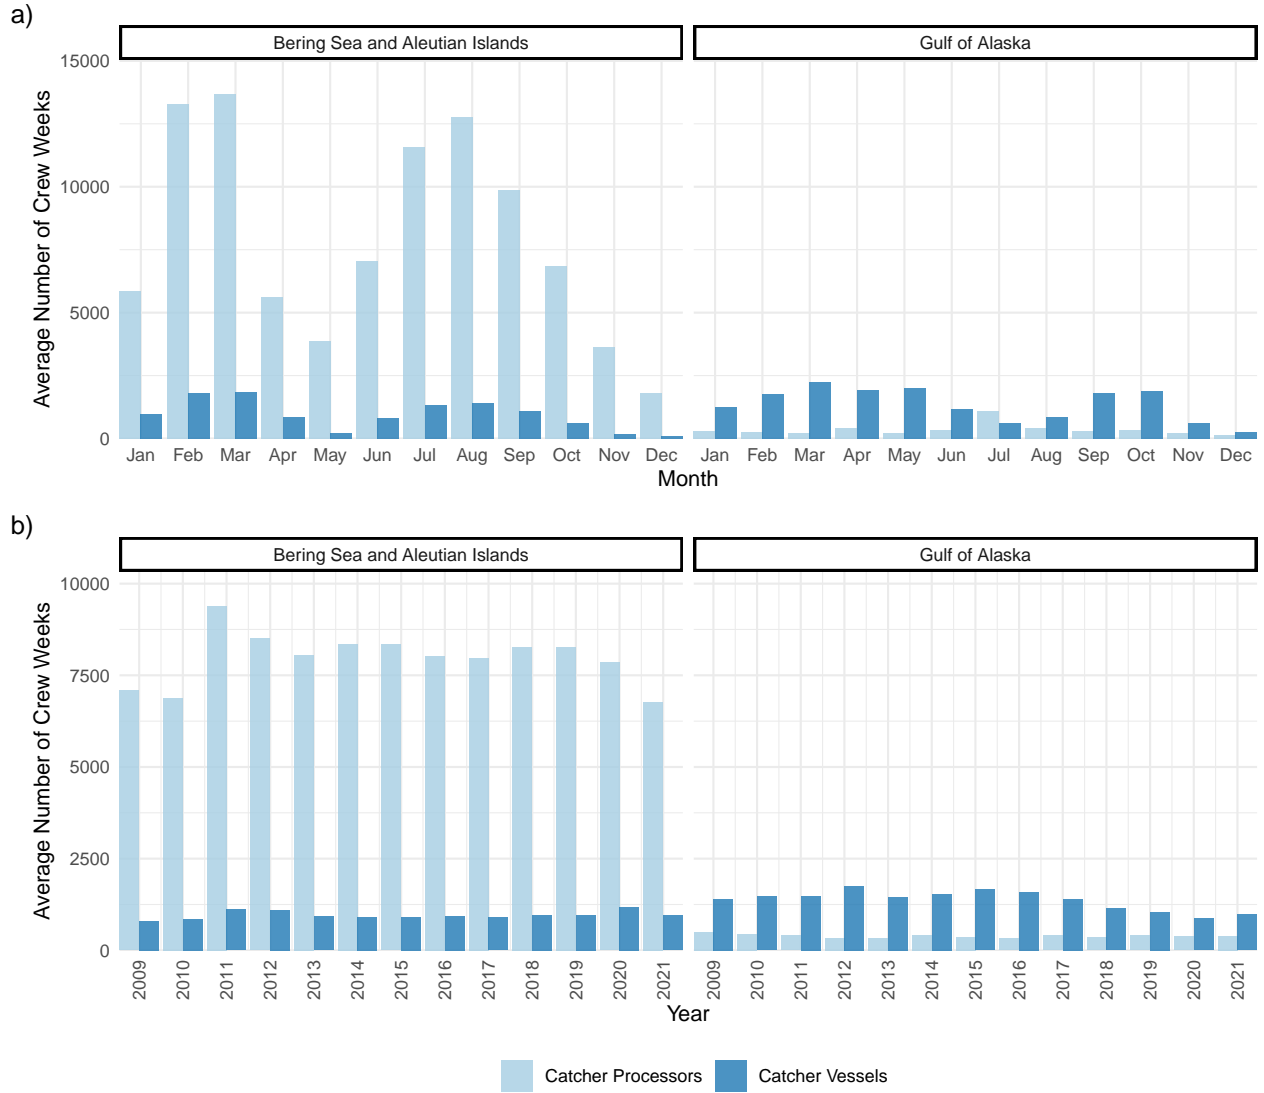 a)
Bering Sea and Aleutian Islands Gulf of Alaska
Average Number of Crew Weeks
15000
10000
5000
0
Jan Feb Mar Apr May Jun Jul Aug Sep Oct Nov Dec Jan Feb Mar Apr May Jun Jul Aug Sep Oct Nov Dec
Month
b)
Bering Sea and Aleutian Islands Gulf of Alaska
Average Number of Crew Weeks
10000
7500
5000
2500
0
2009 2010 2011 2012 2013 2014 2015 2016 2017 2018 2019 2020 2021 2009 2010 2011 2012 2013 2014 2015 2016 2017 2018 2019 2020 2021
Year
Catcher Processors Catcher Vessels